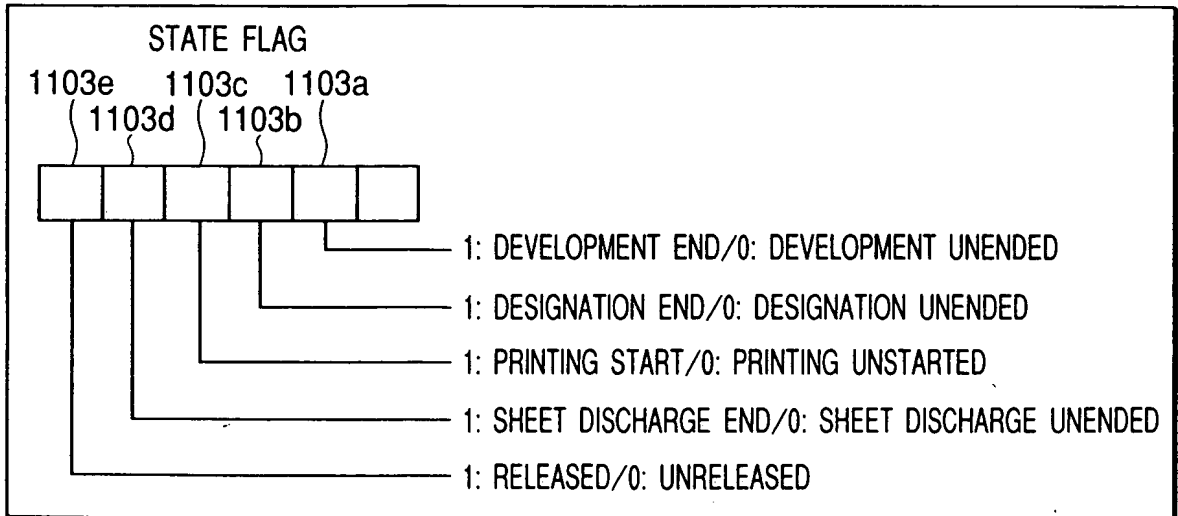 STATE FLAG
1103e 1103c 1103a
1103d 1103b
1: DEVELOPMENT END/0: DEVELOPMENT UNENDED
1: DESIGNATION END/0: DESIGNATION UNENDED
1: PRINTING START/0: PRINTING UNSTARTED
1: SHEET DISCHARGE END/0: SHEET DISCHARGE UNENDED
1: RELEASED/0: UNRELEASED